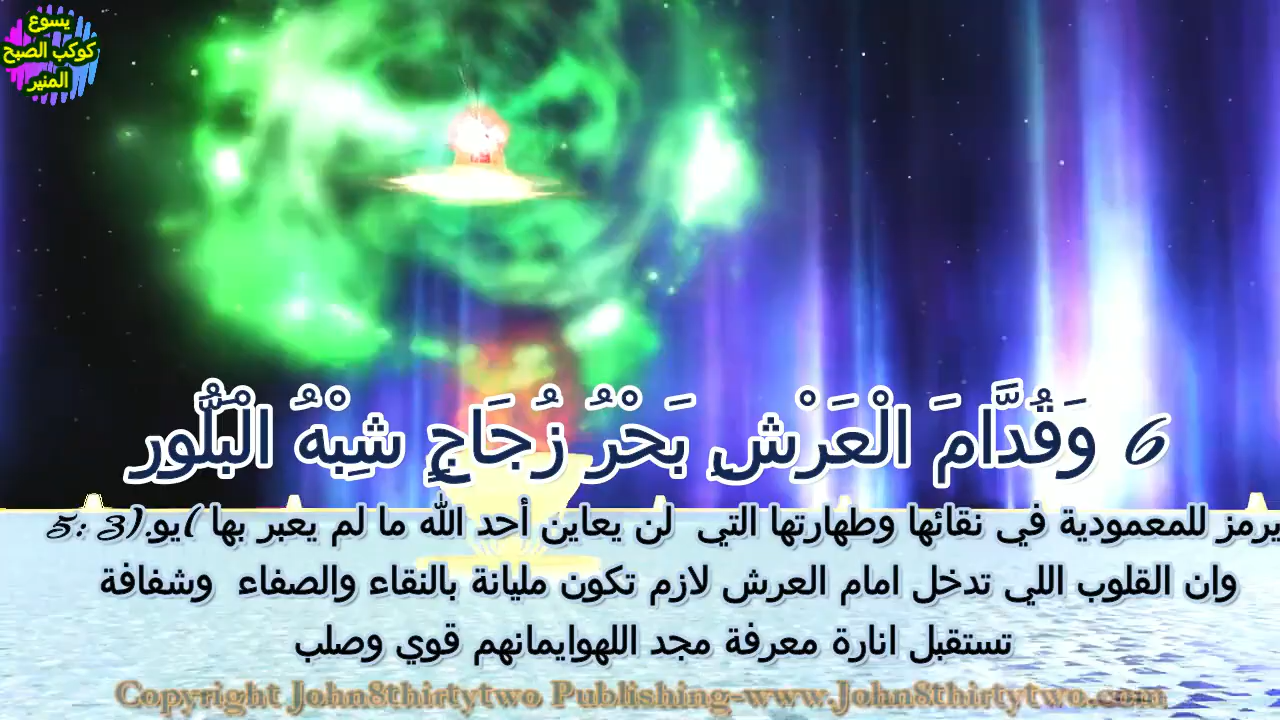 يسوع
كوكب الصبح
المنير
6 وَقُدَّامَ الْعَرْشِ بَحْرُ زُجَاجٍ شِبْهُ الْبَلُّورِ
يرمز للمعمودية في نقائها وطهارتها التي لن يعاين أحد الله ما لم يعبر بها )يو.(3 :5
وان القلوب اللي تدخل امام العرش لازم تكون مليانة بالنقاء والصفاء وشفافة
تستقبل انارة معرفة مجد اللهوايمانهم قوي وصلب
Copyright John8thirtytwo Publishing-www.John8thirtytwo.com